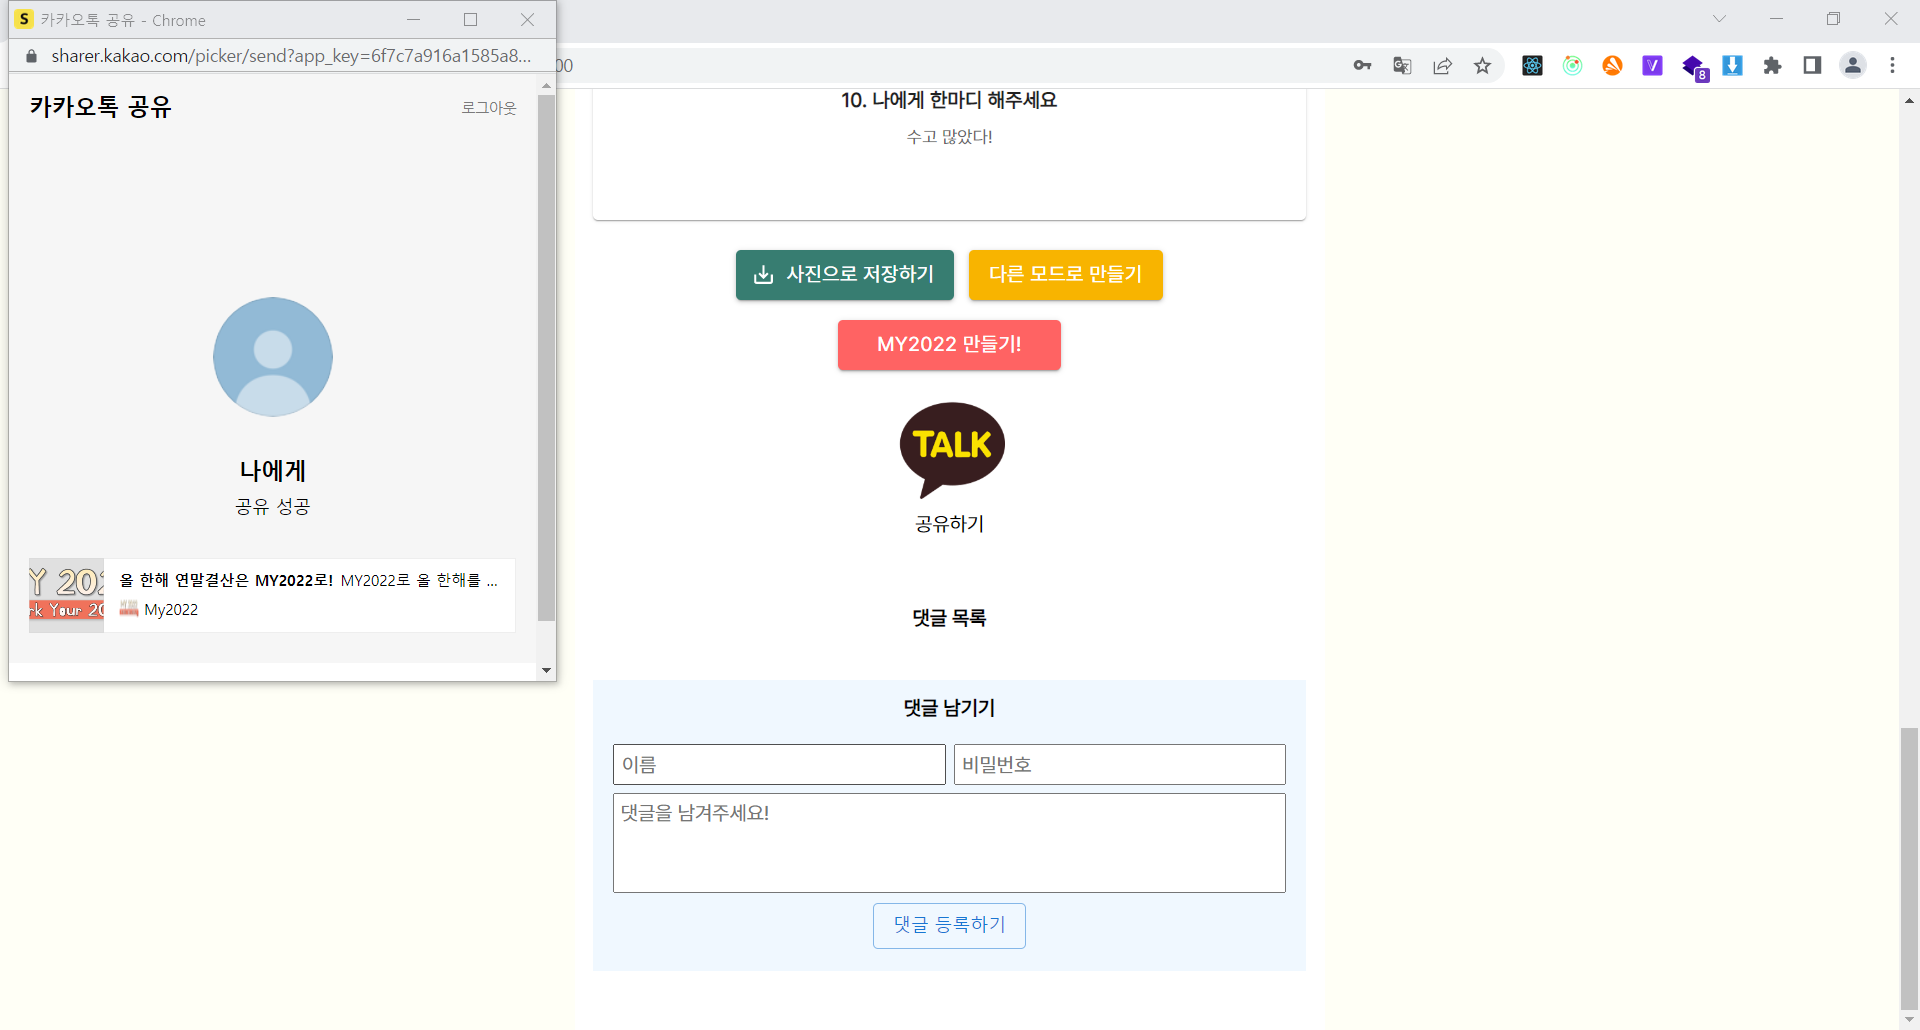 S 카카오톡 공유 - Chrome
sharer.kakao.com/picker/send?app_key=6f7c7a916a1585a8...
00
8
카카오톡 공유
로그아웃
나에게
공유 성공
Y 202
rk Your 20
올 한해 연말결산은 MY2022로! MY2022로 올 한해를 ...
My2022
10. 나에게 한마디 해주세요
수고 많았다!
사진으로 저장하기
다른 모드로 만들기
MY2022 만들기!
TALK
공유하기
댓글 목록
댓글 남기기
이름
비밀번호
댓글을 남겨주세요!
댓글 등록하기